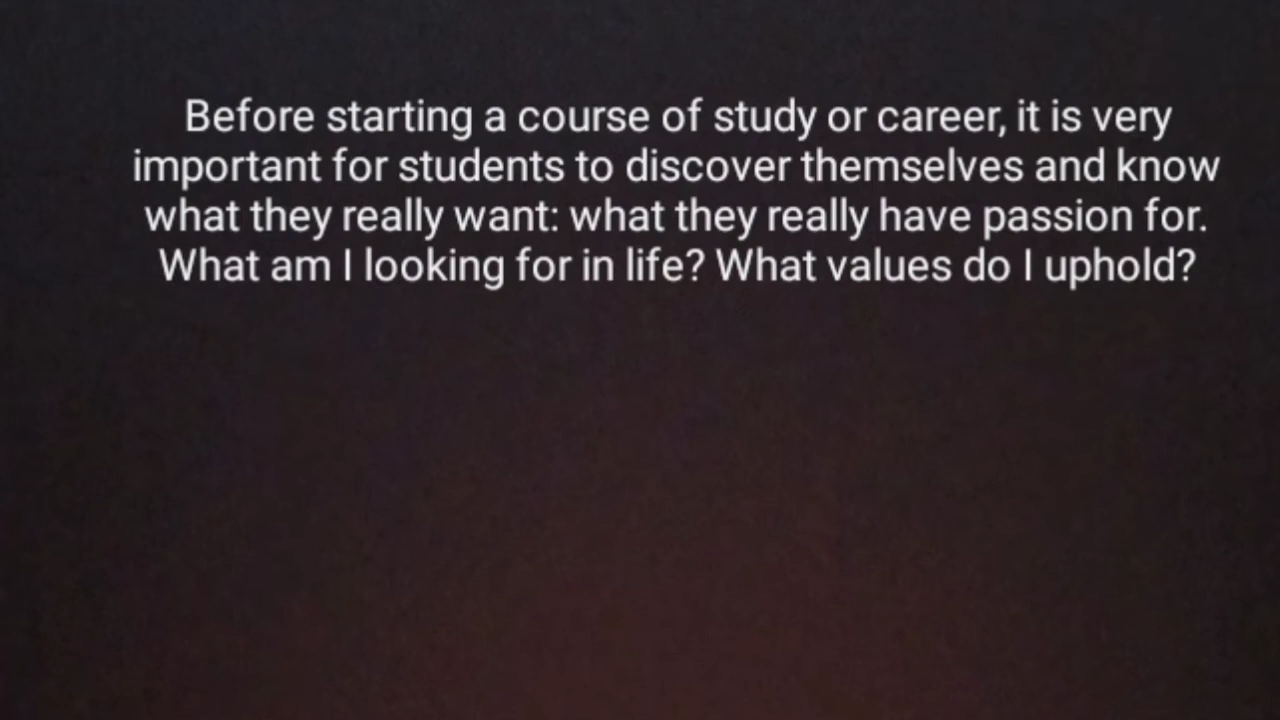 Before starting a course of study or career, it is very
important for students to discover themselves and know
what they really want: what they really have passion for.
What am I looking for in life? What values do I uphold?